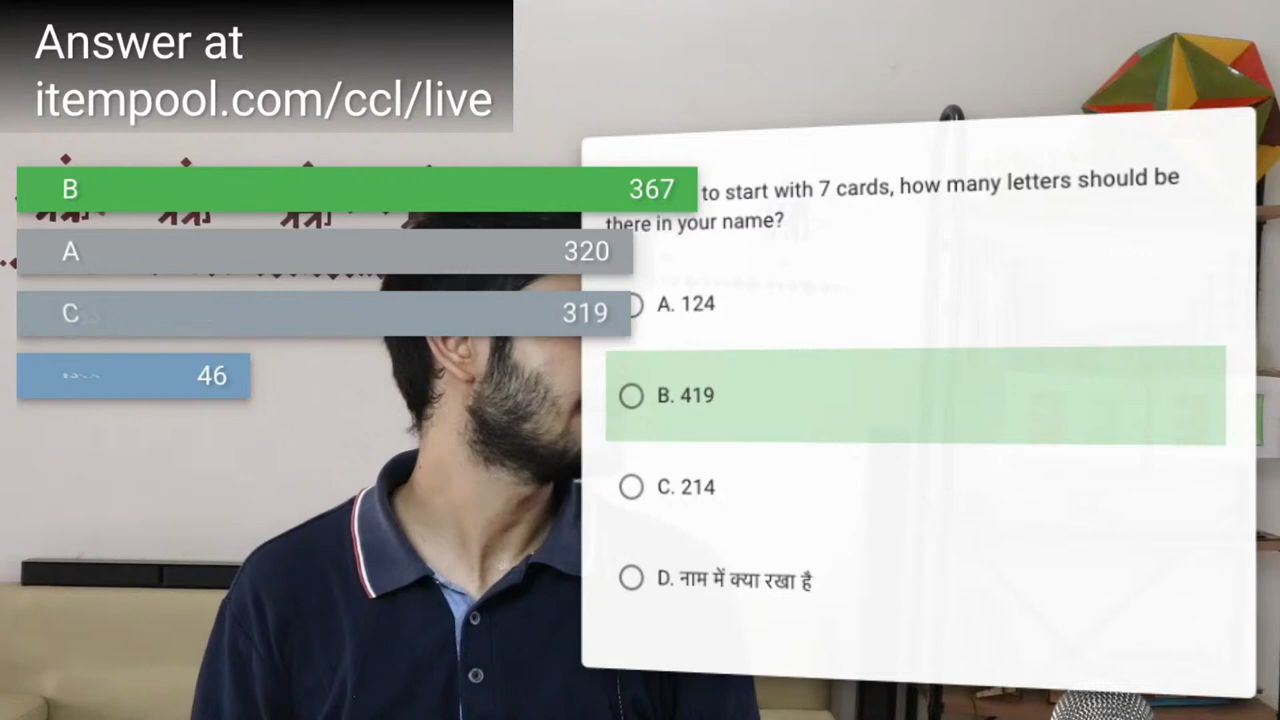 Answer at
itempool.com/ccl/live
B 367
A 320
C 319
46
to start with 7 cards, how many letters should be
there in your name?
A. 124
B. 419
C. 214
D. नाम में क्या रखा है